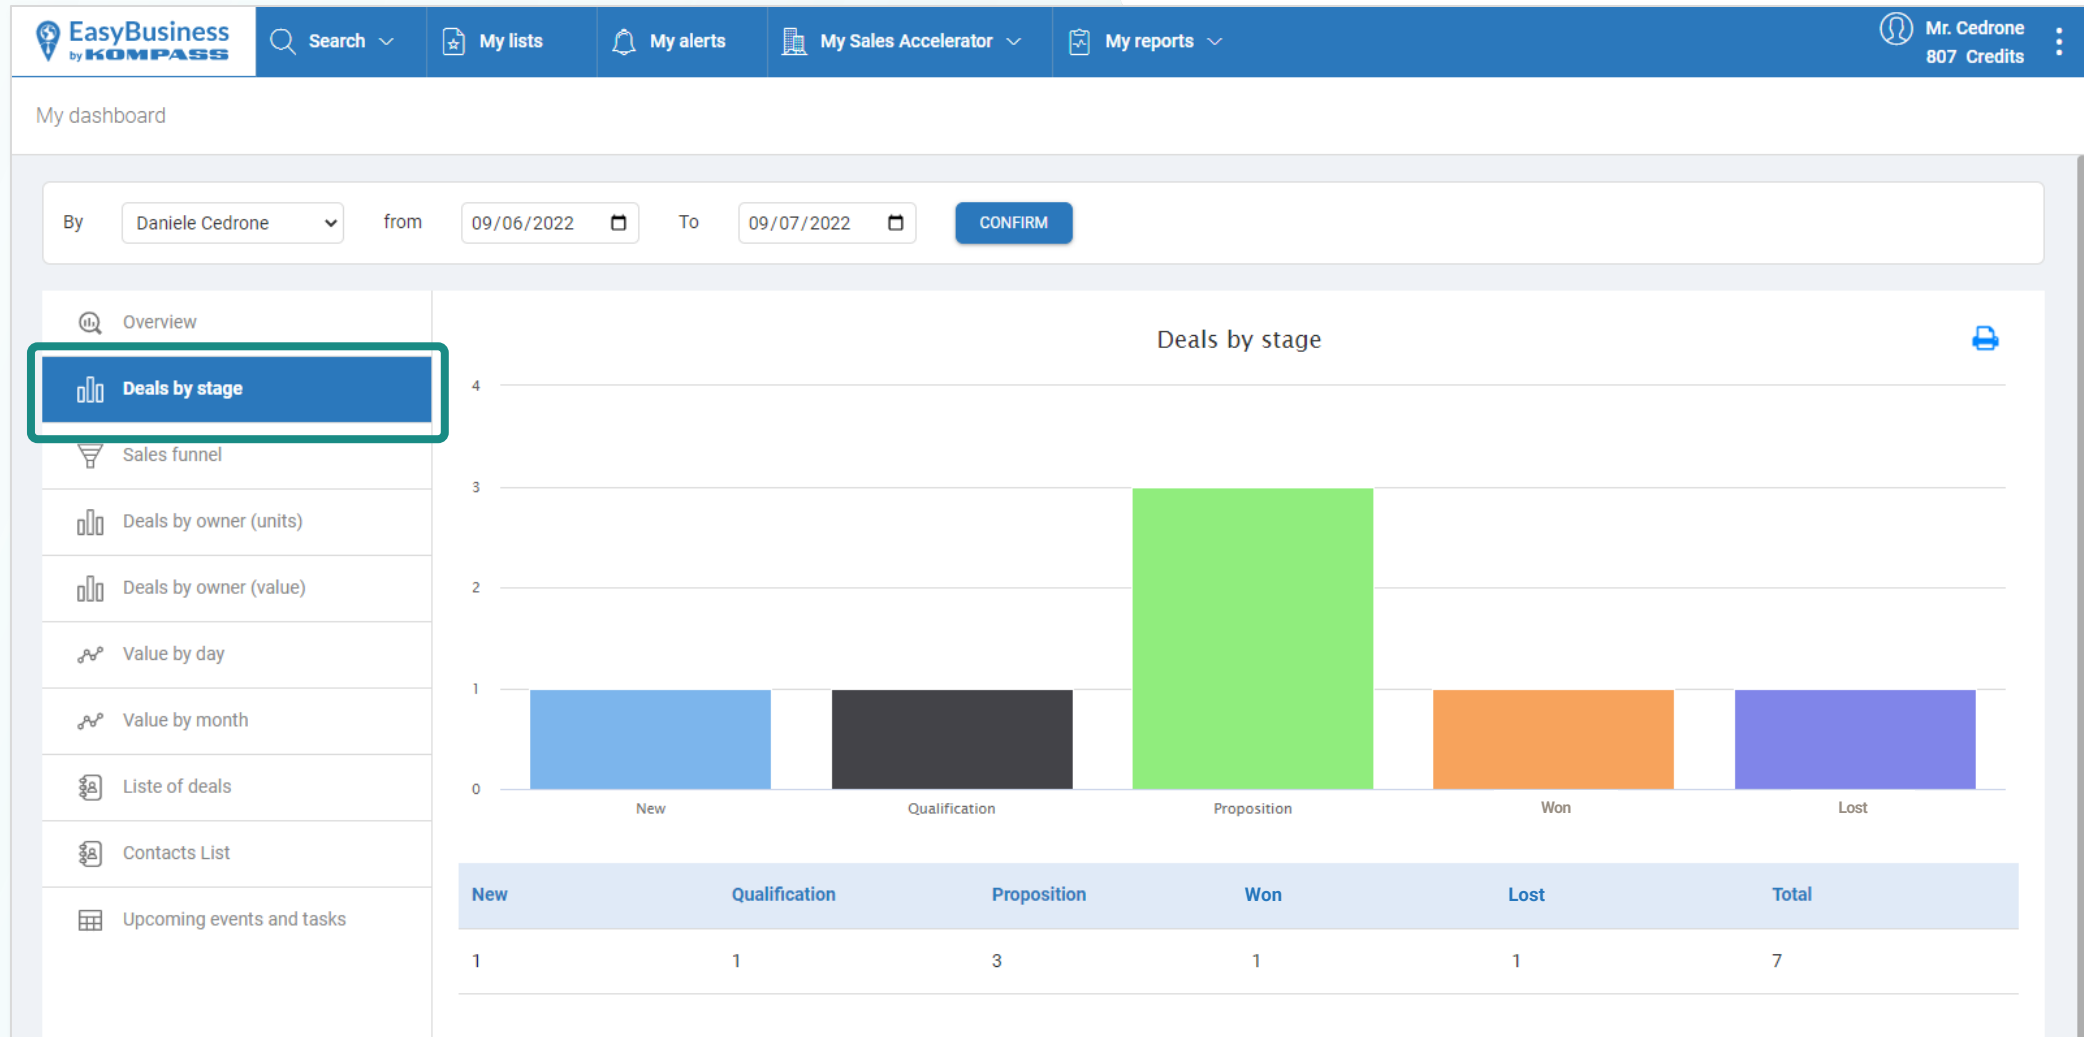 EasyBusiness
by KOMPASS
Search
My lists
My alerts
My Sales Accelerator
My reports
Mr. Cedrone
807 Credits
My dashboard
By
Daniele Cedrone
from
09/06/2022
To
09/07/2022
CONFIRM
Overview
Deals by stage
Sales funnel
Deals by owner (units)
Deals by owner (value)
Value by day
Value by month
Liste of deals
Contacts List
Upcoming events and tasks
Deals by stage
4
3
2
1
0
New Qualification Proposition Won Lost
New Qualification Proposition Won Lost Total
1 1 3 1 1 7